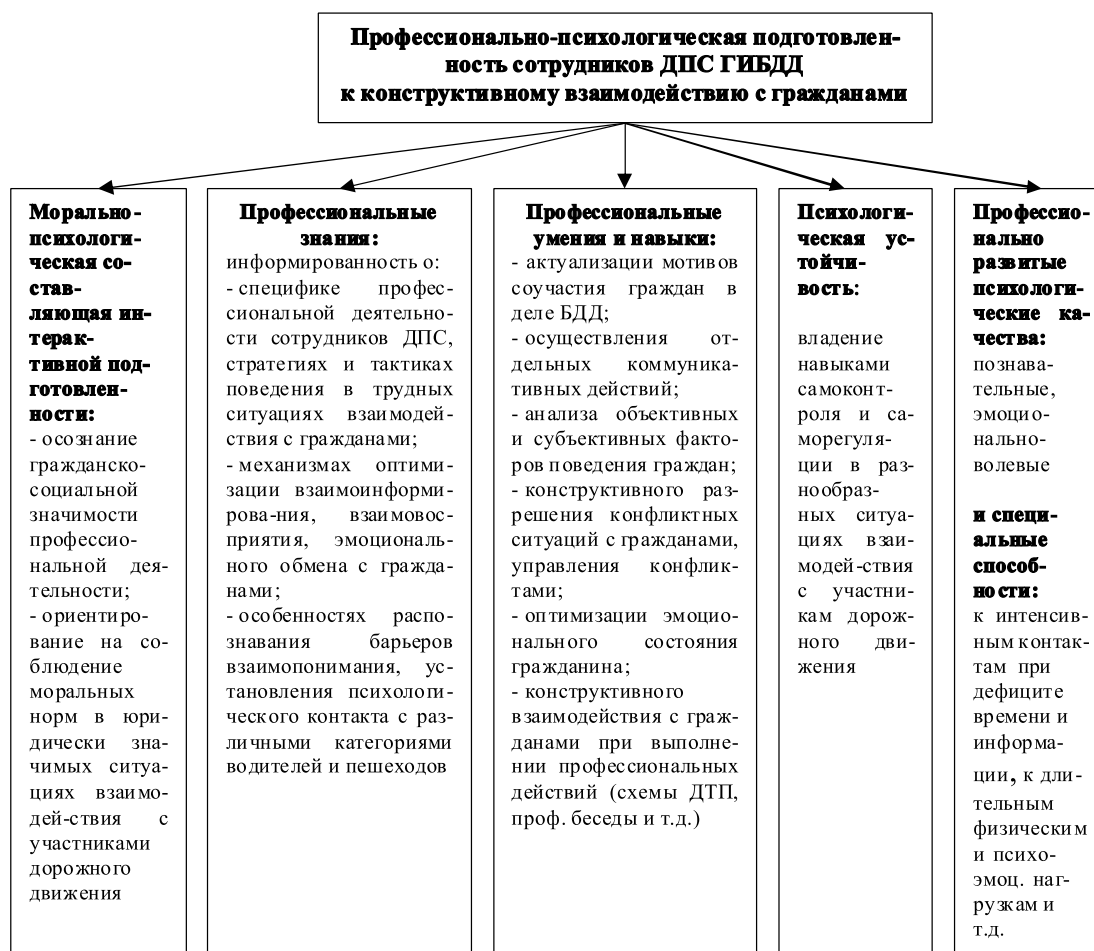 Профессионально-психологическая подготовлен-
ность сотрудников ДПС ГИБДД
к конструктивному взаимодействию с гражданами
Морально-
психологи-
ческая со-
став-
ляющая ин-
терак-
тивной под-
готовлен-
ности:
- осознание
гражданско-
социальной
значимости
профессио-
нальной дея-
тельности;
- ориентиро-
вание на со-
блюдение
моральных
норм в юри-
дически зна-
чимых ситуа-
циях взаимо-
дей-ствия с
участниками
дорожного
движения
Профессиональные
знания:
информированность о:
- специфике профес-
сиональной деятельно-
сти сотрудников ДПС,
стратегиях и тактиках
поведения в трудных
ситуациях взаимодей-
ствия с гражданами;
- механизмах оптими-
зации взаимоинформи-
рова-ния, взаимовос-
приятия, эмоциональ-
ного обмена с гражда-
нами;
- особенностях распо-
знавания барьеров
взаимопонимания, ус-
тановления психологи-
ческого контакта с раз-
личными категориями
водителей и пешеходов
Профессиональные
умения и навыки:
- актуализации мотивов
соучастия граждан в
деле БДД;
- осуществления от-
дельных коммуника-
тивных действий;
- анализа объективных
и субъективных факто-
ров поведения граждан;
- конструктивного раз-
решения конфликтных
ситуаций с гражданами,
управления конфлик-
тами;
- оптимизации эмоцио-
нального состояния
гражданина;
- конструктивного
взаимодействия с граж-
данами при выполне-
нии профессиональных
действий (схемы ДТП,
проф. беседы и т.д.)
Психологи-
ческая ус-
тойчи-
вость:
владение
навыками
самоконт-
роля и са-
морегуля-
ции в раз-
нообраз-
ных ситуа-
циях взаи-
модей-ствия
с участни-
кам дорож-
ного дви-
жения
Профессио-
нально
развитые
психологи-
ческие ка-
чества:
познава-
тельные,
эмоцио-
нально-
волевые
и специ-
альные
способ-
ности:
к интенсив-
ным контак-
там при
дефиците
времени и
информа-
ции, к дли-
тельным
физическим
и психо-
эмоц. наг-
рузкам и
т.д.